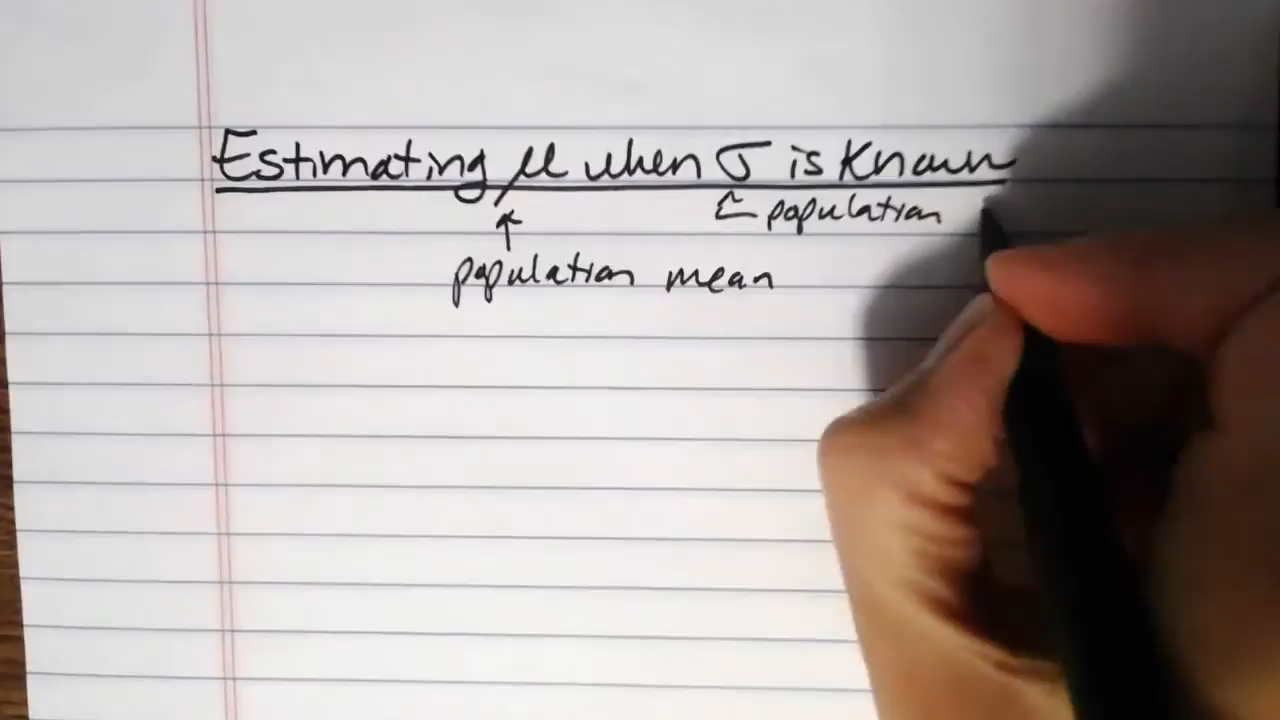 Estimating μ when σ is known
↑ ← population
population mean